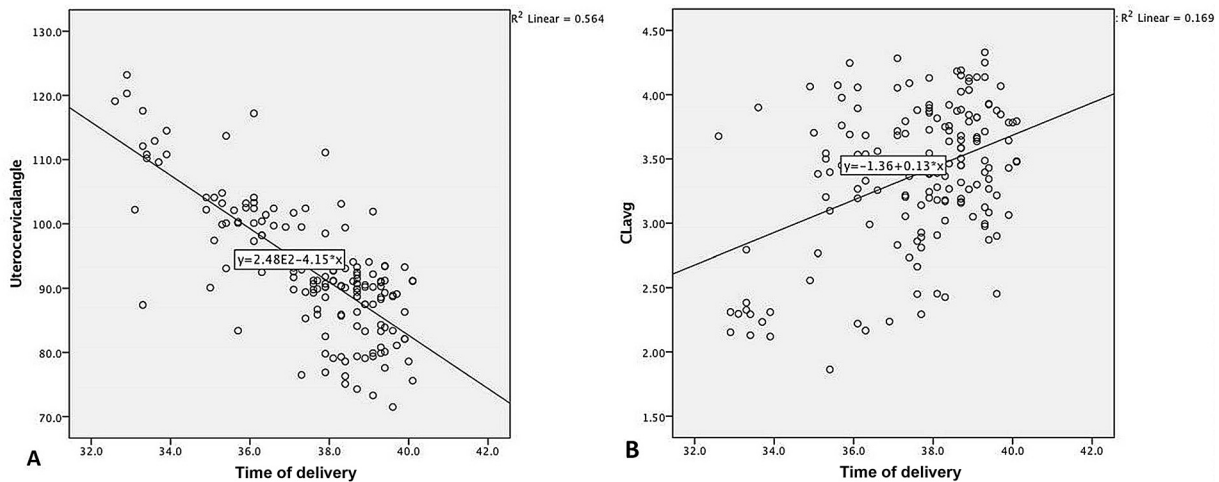 R² Linear = 0.564
130.0
120.0
110.0
100.0
90.0
80.0
70.0
Uterocervicalangle
y=2.48E2-4.15*x
32.0 34.0 36.0 38.0 40.0 42.0
Time of delivery
A
: R² Linear = 0.169
4.50
4.00
3.50
3.00
2.50
2.00
1.50
CLavg
y=-1.36+0.13*x
32.0 34.0 36.0 38.0 40.0 42.0
Time of delivery
B